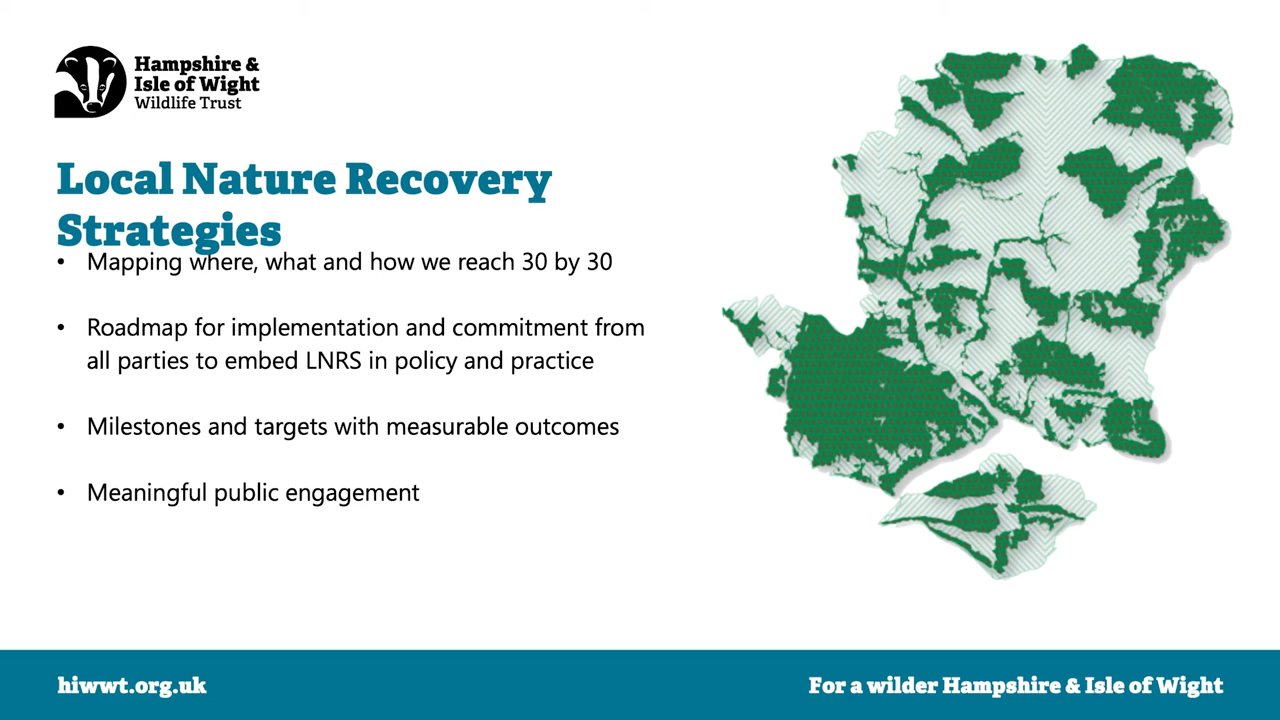 Hampshire &
Isle of Wight
Wildlife Trust
Local Nature Recovery
Strategies
• Mapping where, what and how we reach 30 by 30
• Roadmap for implementation and commitment from
all parties to embed LNRS in policy and practice
• Milestones and targets with measurable outcomes
• Meaningful public engagement
hiwwt.org.uk
For a wilder Hampshire & Isle of Wight